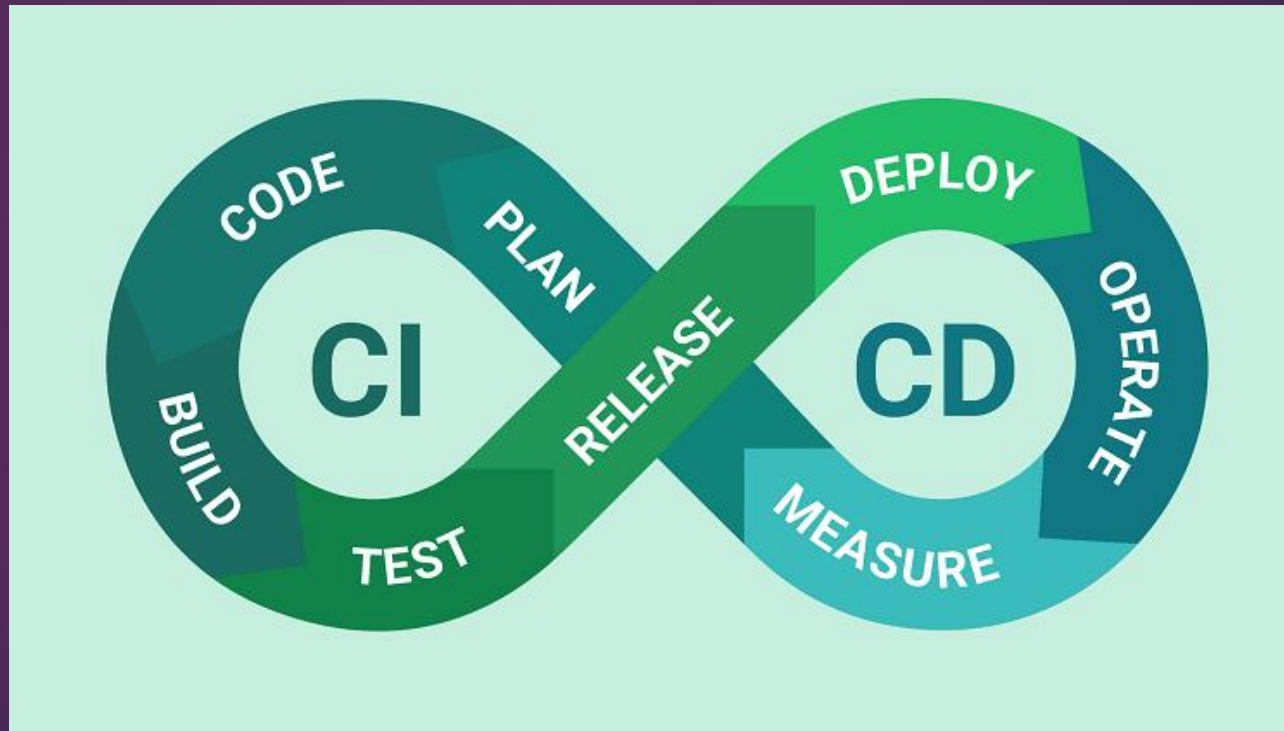 CODE
PLAN
BUILD
TEST
RELEASE
DEPLOY
OPERATE
MEASURE
CI
CD